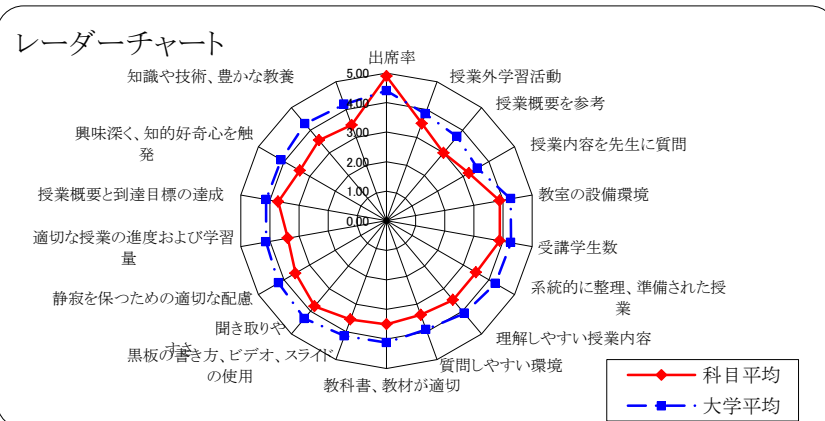 レーダーチャート
出席率
授業外学習活動
授業概要を参考
授業内容を先生に質問
教室の設備環境
受講学生数
系統的に整理、準備された授
業
理解しやすい授業内容
質問しやすい環境
教科書、教材が適切
黒板の書き方、ビデオ、スライド
の使用
聞き取りや
すさ
静寂を保つための適切な配慮
適切な授業の進度および学習
量
授業概要と到達目標の達成
興味深く、知的好奇心を触
発
知識や技術、豊かな教養
5.00
4.00
3.00
2.00
1.00
0.00
科目平均
大学平均